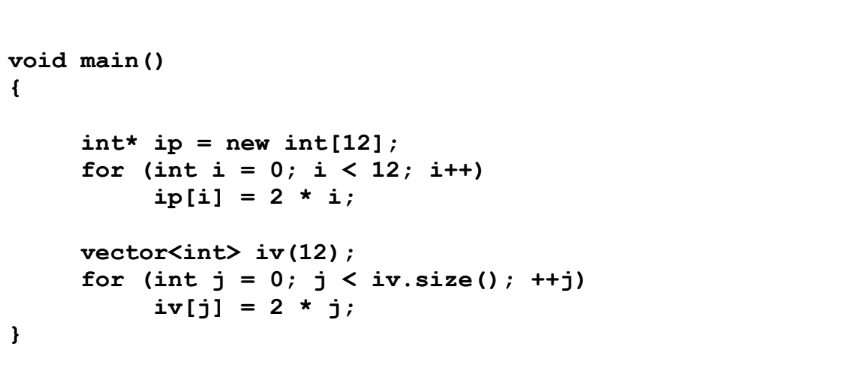 void main()
{
int* ip = new int[12];
for (int i = 0; i < 12; i++)
ip[i] = 2 * i;
vector<int> iv(12);
for (int j = 0; j < iv.size(); ++j)
iv[j] = 2 * j;
}